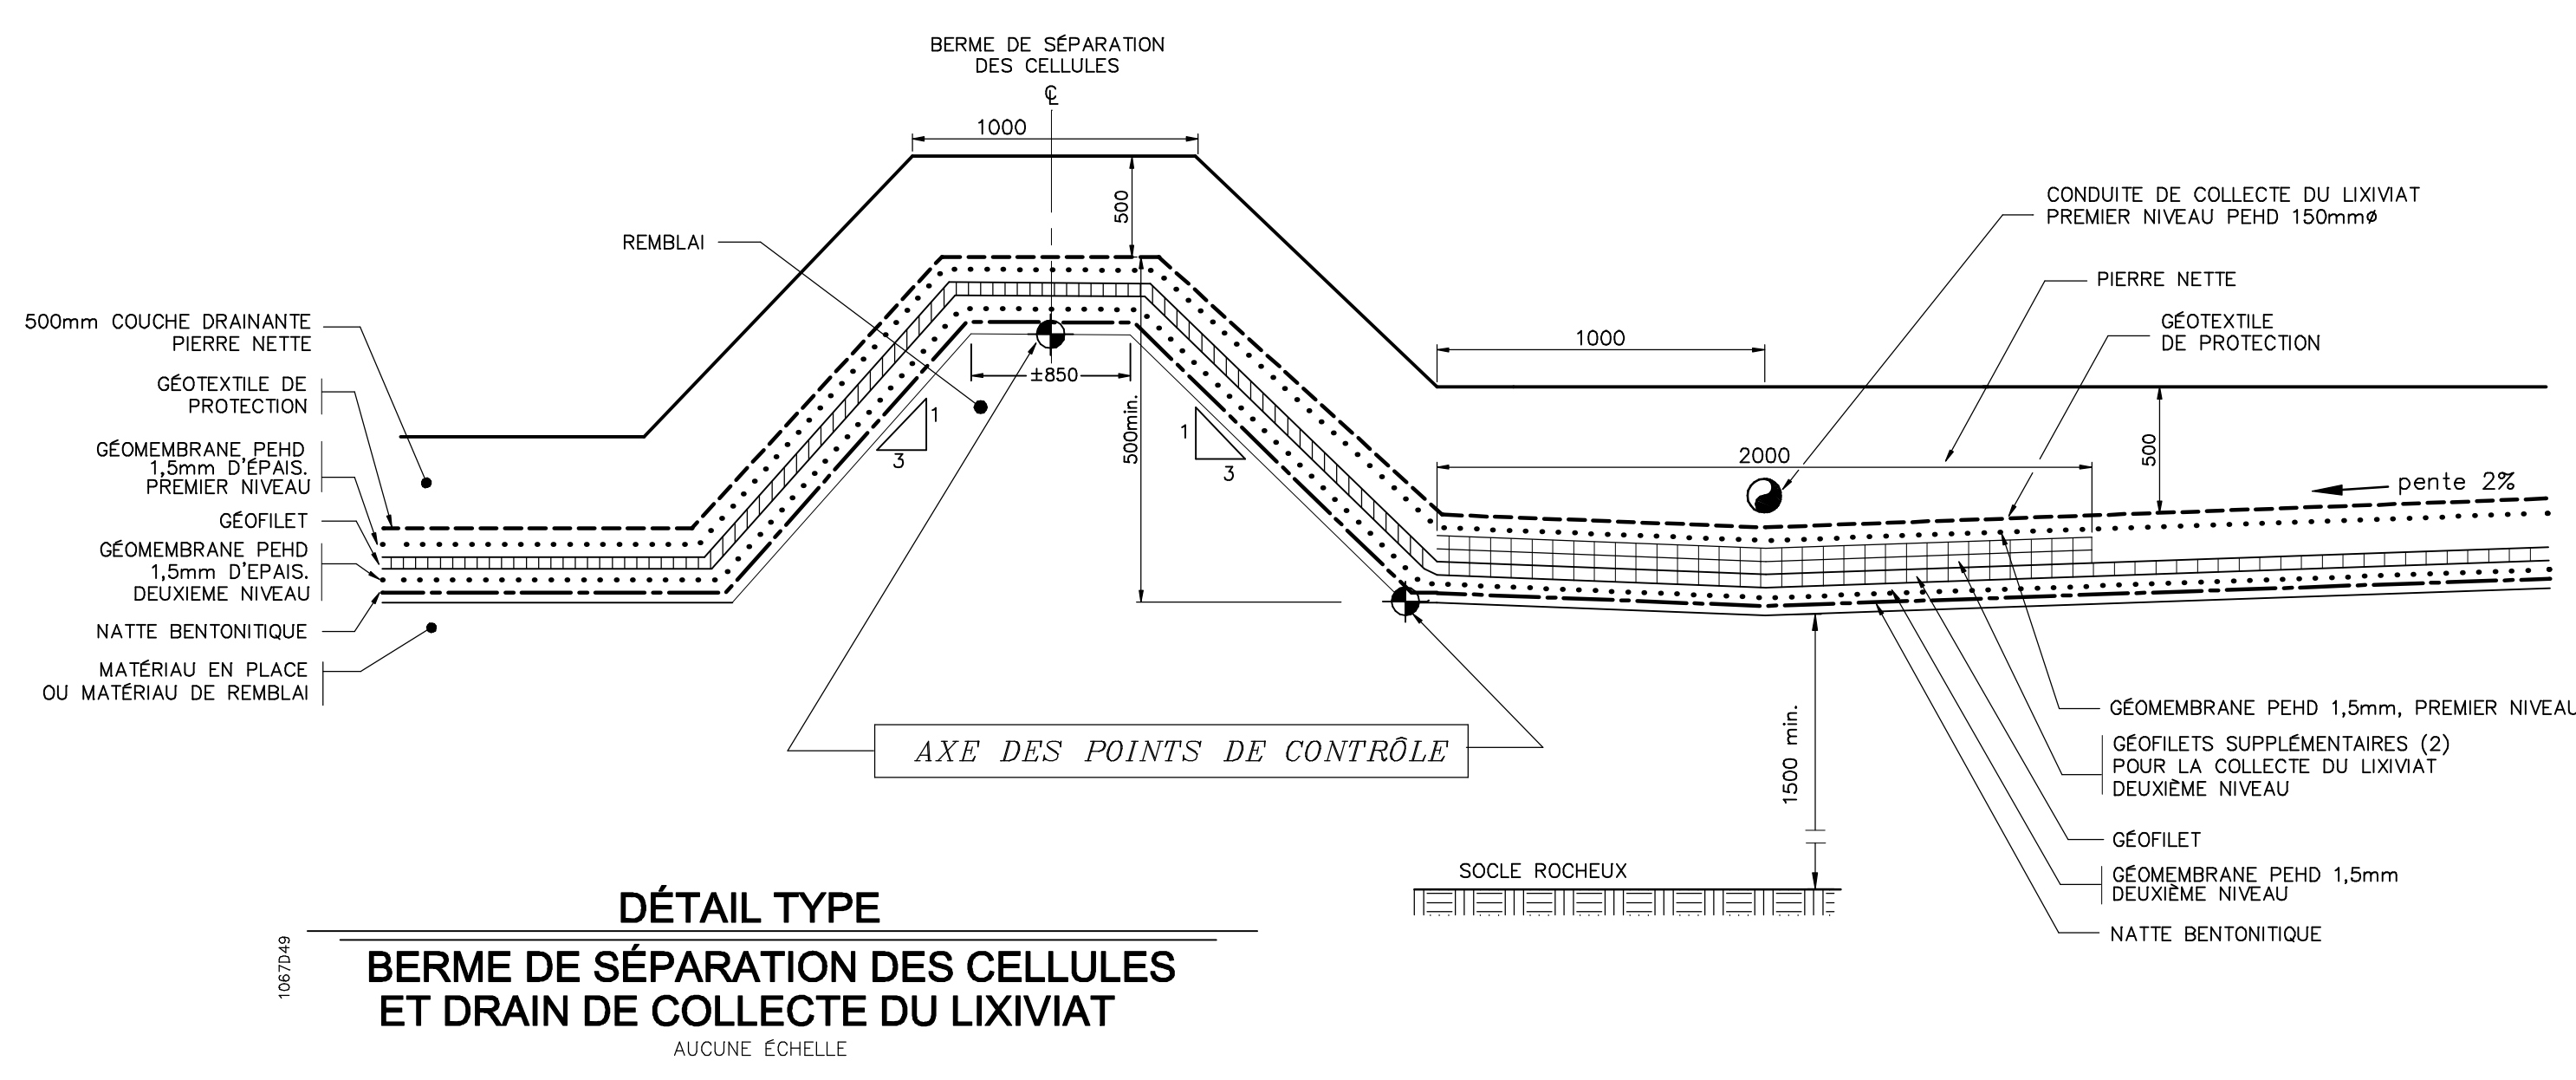 BERME DE SÉPARATION
DES CELLULES
℄
1000
500
REMBLAI
500mm COUCHE DRAINANTE
PIERRE NETTE
GÉOTEXTILE DE
PROTECTION
GÉOMEMBRANE PEHD
1,5mm D'ÉPAIS.
PREMIER NIVEAU
GÉOFILET
GÉOMEMBRANE PEHD
1,5mm D'EPAIS.
DEUXIEME NIVEAU
NATTE BENTONITIQUE
MATÉRIAU EN PLACE
OU MATÉRIAU DE REMBLAI
±850
1
3
1
3
500min.
1000
2000
500
CONDUITE DE COLLECTE DU LIXIVIAT
PREMIER NIVEAU PEHD 150mmø
PIERRE NETTE
GÉOTEXTILE
DE PROTECTION
pente 2%
AXE DES POINTS DE CONTRÔLE
1500 min.
GÉOMEMBRANE PEHD 1,5mm, PREMIER NIVEAU
GÉOFILETS SUPPLÉMENTAIRES (2)
POUR LA COLLECTE DU LIXIVIAT
DEUXIÈME NIVEAU
GÉOFILET
GÉOMEMBRANE PEHD 1,5mm
DEUXIÈME NIVEAU
NATTE BENTONITIQUE
SOCLE ROCHEUX
DÉTAIL TYPE
BERME DE SÉPARATION DES CELLULES
ET DRAIN DE COLLECTE DU LIXIVIAT
AUCUNE ÉCHELLE
1067D49